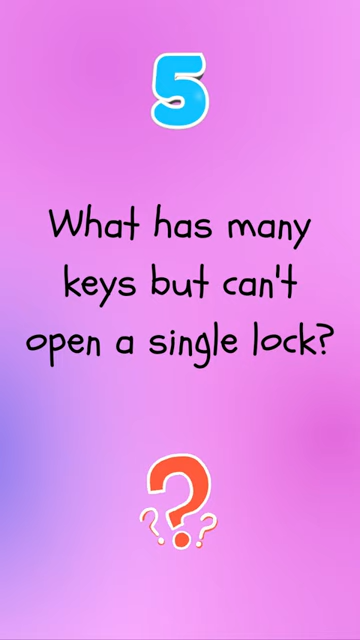 5
What has many
keys but can't
open a single lock?
?
? ?